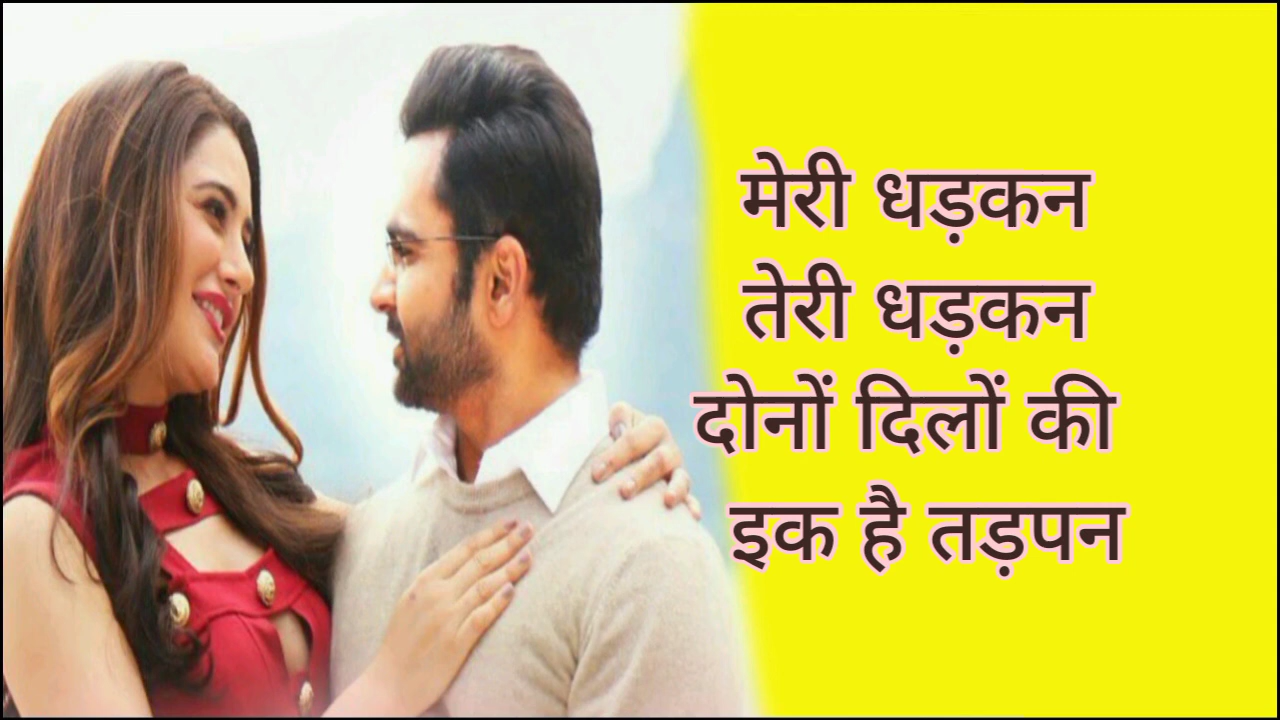 मेरी धड़कन
तेरी धड़कन
दोनों दिलों की
इक है तड़पन